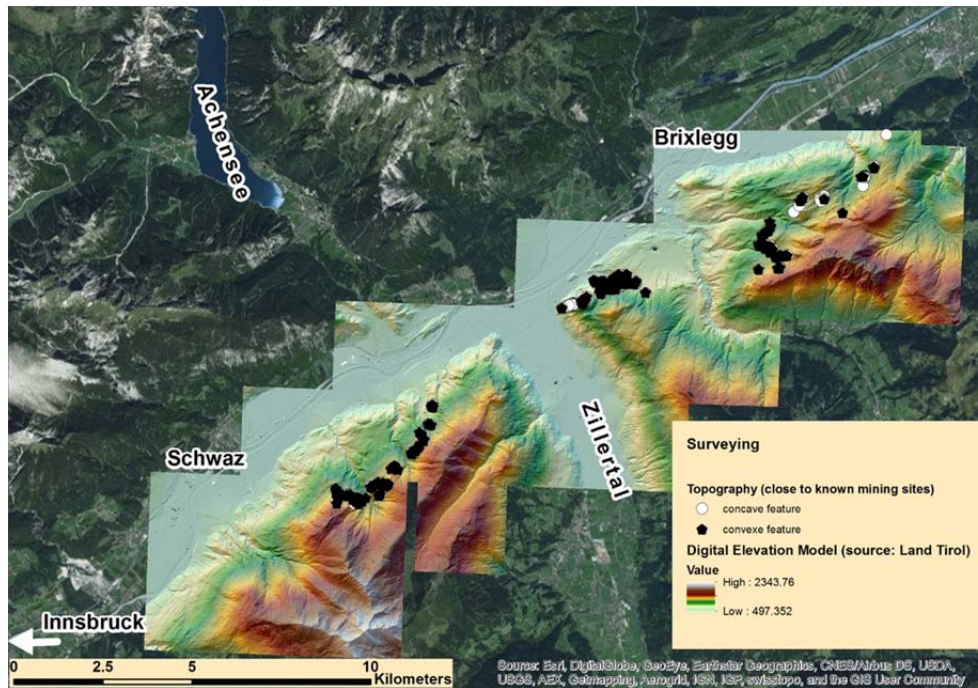 Achensee
Brixlegg
Zillertal
Schwaz
Innsbruck
Surveying
Topography (close to known mining sites)
concave feature
convexe feature
Digital Elevation Model (source: Land Tirol)
Value
High : 2343.76
Low : 497.352
0 2.5 5 10
Kilometers
Source: Esri, DigitalGlobe, GeoEye, Earthstar Geographics, CNES/Airbus DS, USDA,
USGS, AEX, Getmapping, Aerogrid, IGN, IGP, swisstopo, and the GIS User Community